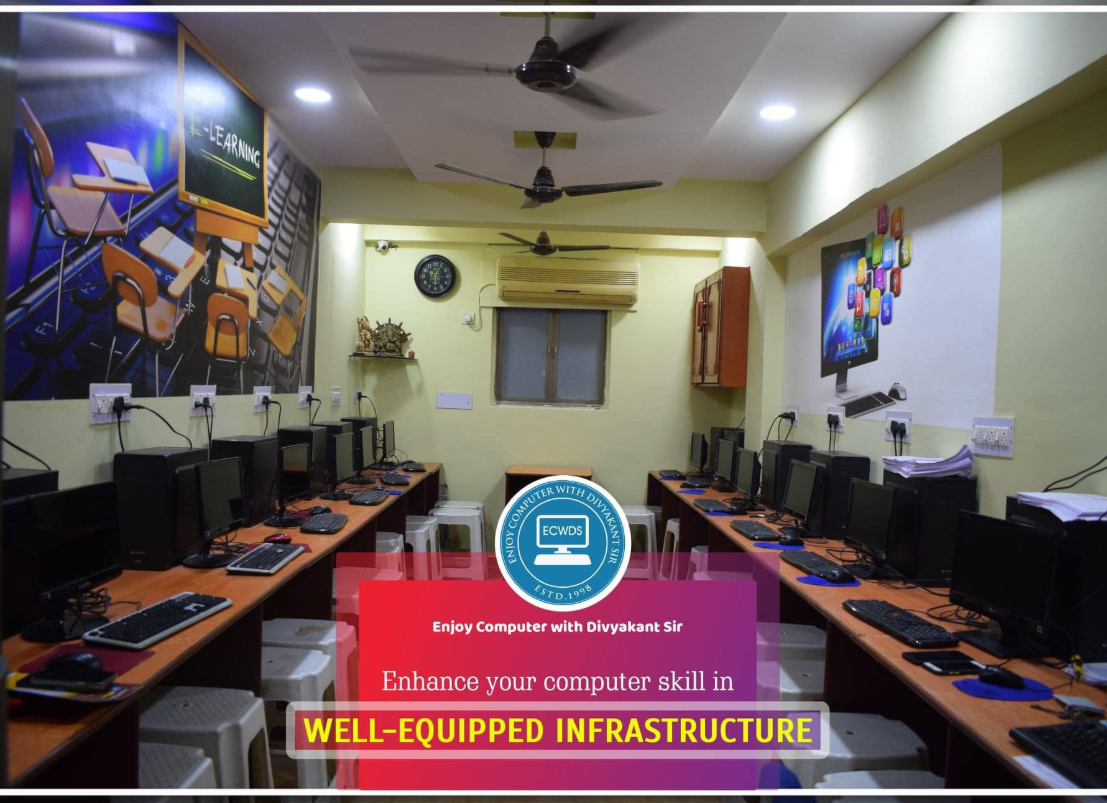 E-LEARNING
ENJOY COMPUTER WITH DIVYAKANT SIR
ECWDS
ESTD.1998
Enjoy Computer with Divyakant Sir
Enhance your computer skill in
WELL-EQUIPPED INFRASTRUCTURE